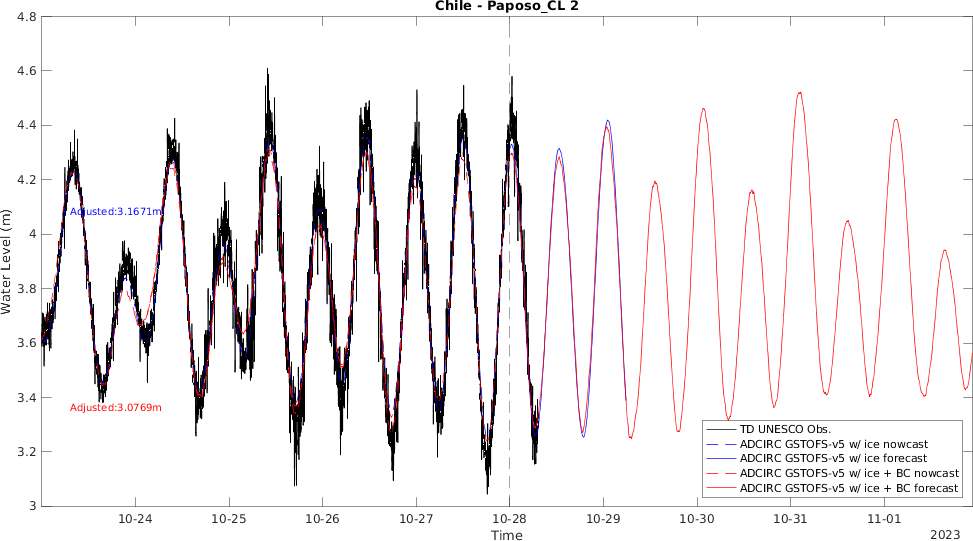 Chile - Paposo_CL 2
4.8
4.6
4.4
4.2
4
3.8
3.6
3.4
3.2
3
Water Level (m)
Adjusted:3.1671m
Adjusted:3.0769m
TD UNESCO Obs.
ADCIRC GSTOFS-v5 w/ ice nowcast
ADCIRC GSTOFS-v5 w/ ice forecast
ADCIRC GSTOFS-v5 w/ ice + BC nowcast
ADCIRC GSTOFS-v5 w/ ice + BC forecast
10-24 10-25 10-26 10-27 10-28 10-29 10-30 10-31 11-01
Time
2023